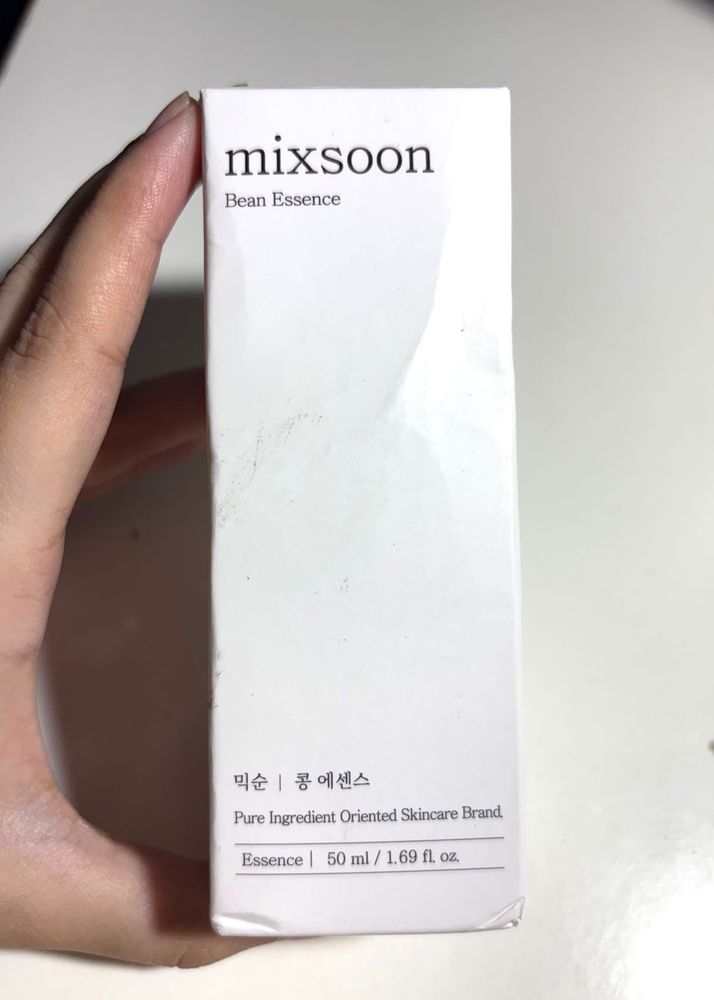 mixsoon
Bean Essence
믹순 | 콩 에센스
Pure Ingredient Oriented Skincare Brand.
Essence | 50 ml / 1.69 fl. oz.